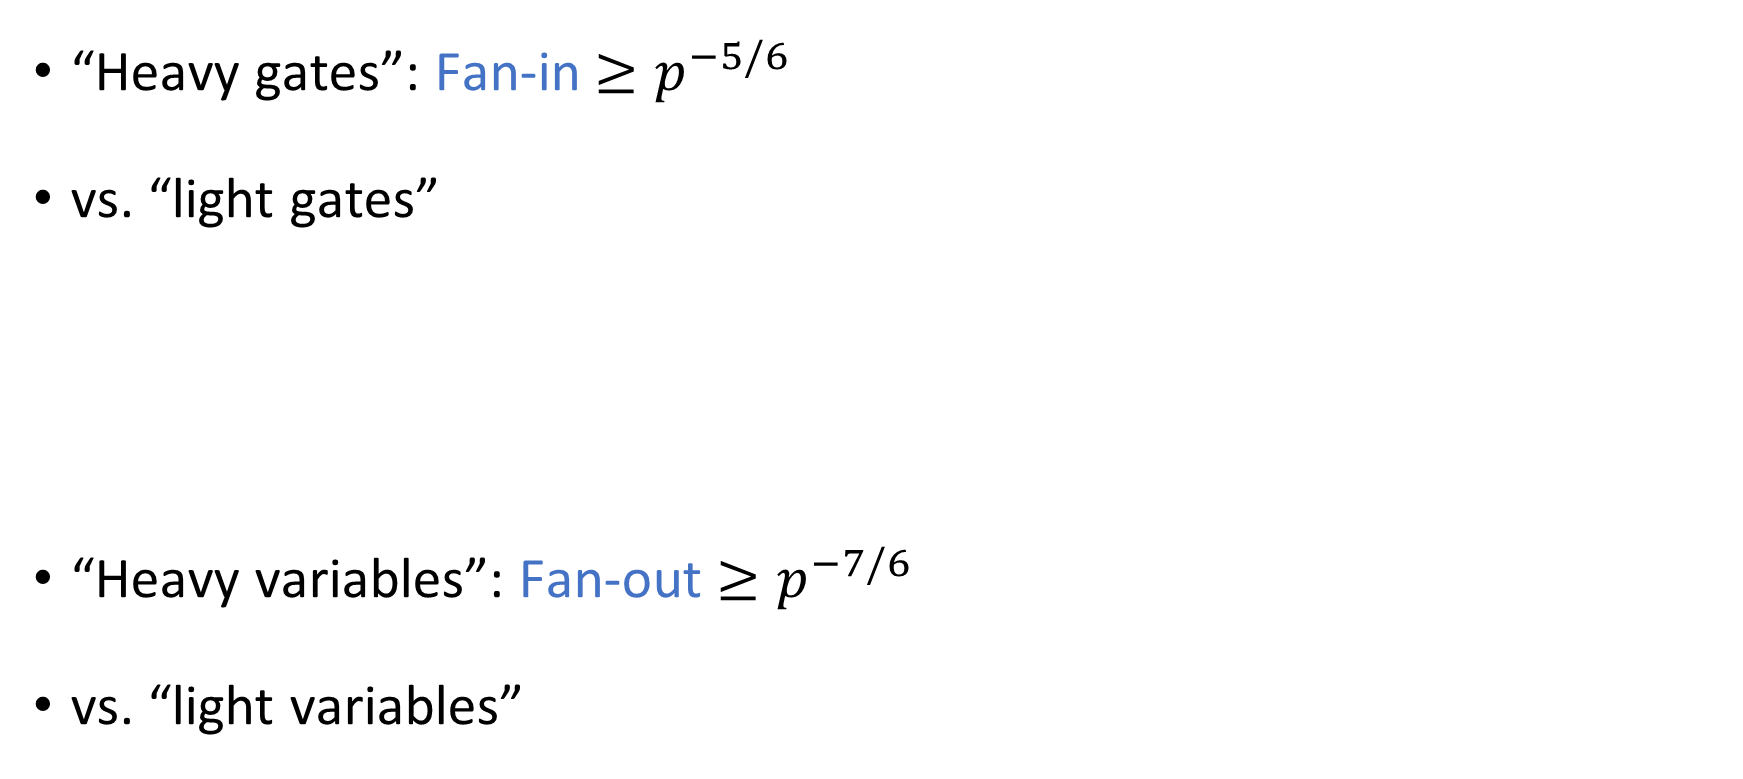 • “Heavy gates”: Fan-in ≥ 𝑝^{−5/6}
• vs. “light gates”
• “Heavy variables”: Fan-out ≥ 𝑝^{−7/6}
• vs. “light variables”